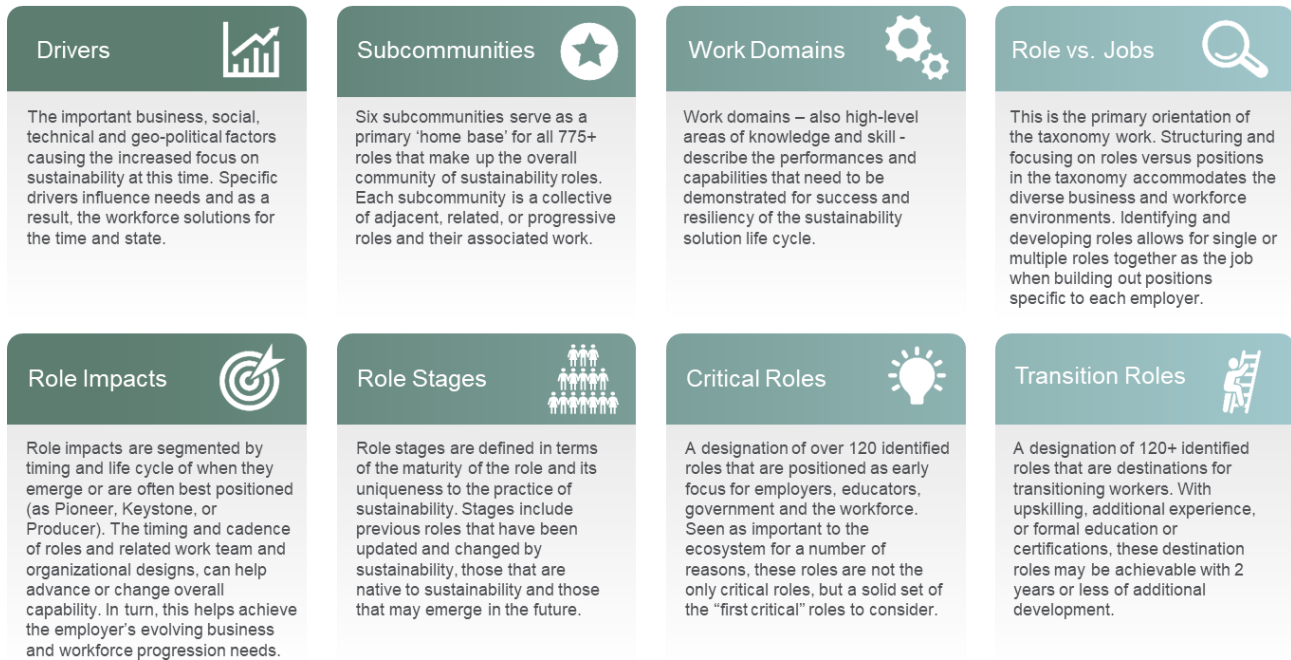 Drivers
The important business, social,
technical and geo-political factors
causing the increased focus on
sustainability at this time. Specific
drivers influence needs and as a
result, the workforce solutions for
the time and state.
Subcommunities
Six subcommunities serve as a
primary ‘home base’ for all 775+
roles that make up the overall
community of sustainability roles.
Each subcommunity is a collective
of adjacent, related, or progressive
roles and their associated work.
Work Domains
Work domains – also high-level
areas of knowledge and skill -
describe the performances and
capabilities that need to be
demonstrated for success and
resiliency of the sustainability
solution life cycle.
Role vs. Jobs
This is the primary orientation of
the taxonomy work. Structuring and
focusing on roles versus positions
in the taxonomy accommodates the
diverse business and workforce
environments. Identifying and
developing roles allows for single or
multiple roles together as the job
when building out positions
specific to each employer.
Role Impacts
Role impacts are segmented by
timing and life cycle of when they
emerge or are often best positioned
(as Pioneer, Keystone, or
Producer). The timing and cadence
of roles and related work team and
organizational designs, can help
advance or change overall
capability. In turn, this helps achieve
the employer’s evolving business
and workforce progression needs.
Role Stages
Role stages are defined in terms
of the maturity of the role and its
uniqueness to the practice of
sustainability. Stages include
previous roles that have been
updated and changed by
sustainability, those that are
native to sustainability and those
that may emerge in the future.
Critical Roles
A designation of over 120 identified
roles that are positioned as early
focus for employers, educators,
government and the workforce.
Seen as important to the
ecosystem for a number of
reasons, these roles are not the
only critical roles, but a solid set of
the “first critical” roles to consider.
Transition Roles
A designation of 120+ identified
roles that are destinations for
transitioning workers. With
upskilling, additional experience,
or formal education or
certifications, these destination
roles may be achievable with 2
years or less of additional
development.